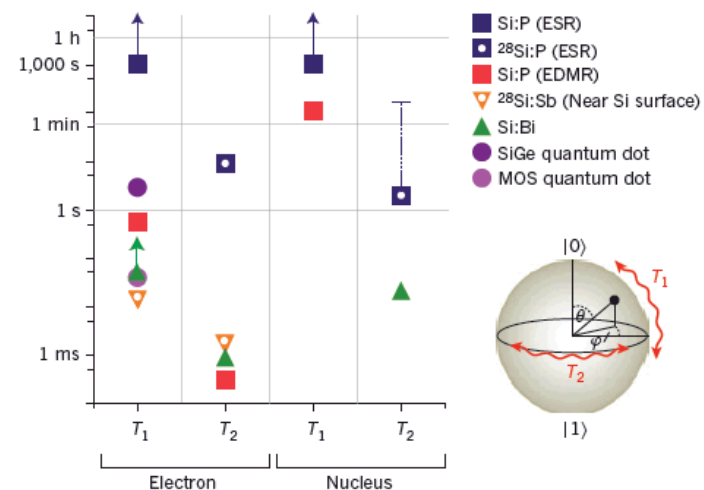 1 h
1,000 s
1 min
1 s
1 ms
T₁
T₂
T₁
T₂
Electron
Nucleus
Si:P (ESR)
²⁸Si:P (ESR)
Si:P (EDMR)
²⁸Si:Sb (Near Si surface)
Si:Bi
SiGe quantum dot
MOS quantum dot
|0⟩
T₁
θ
φ
T₂
|1⟩